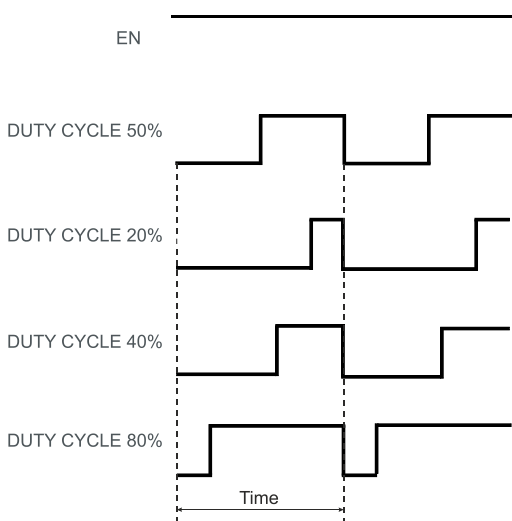 EN
DUTY CYCLE 50%
DUTY CYCLE 20%
DUTY CYCLE 40%
DUTY CYCLE 80%
Time